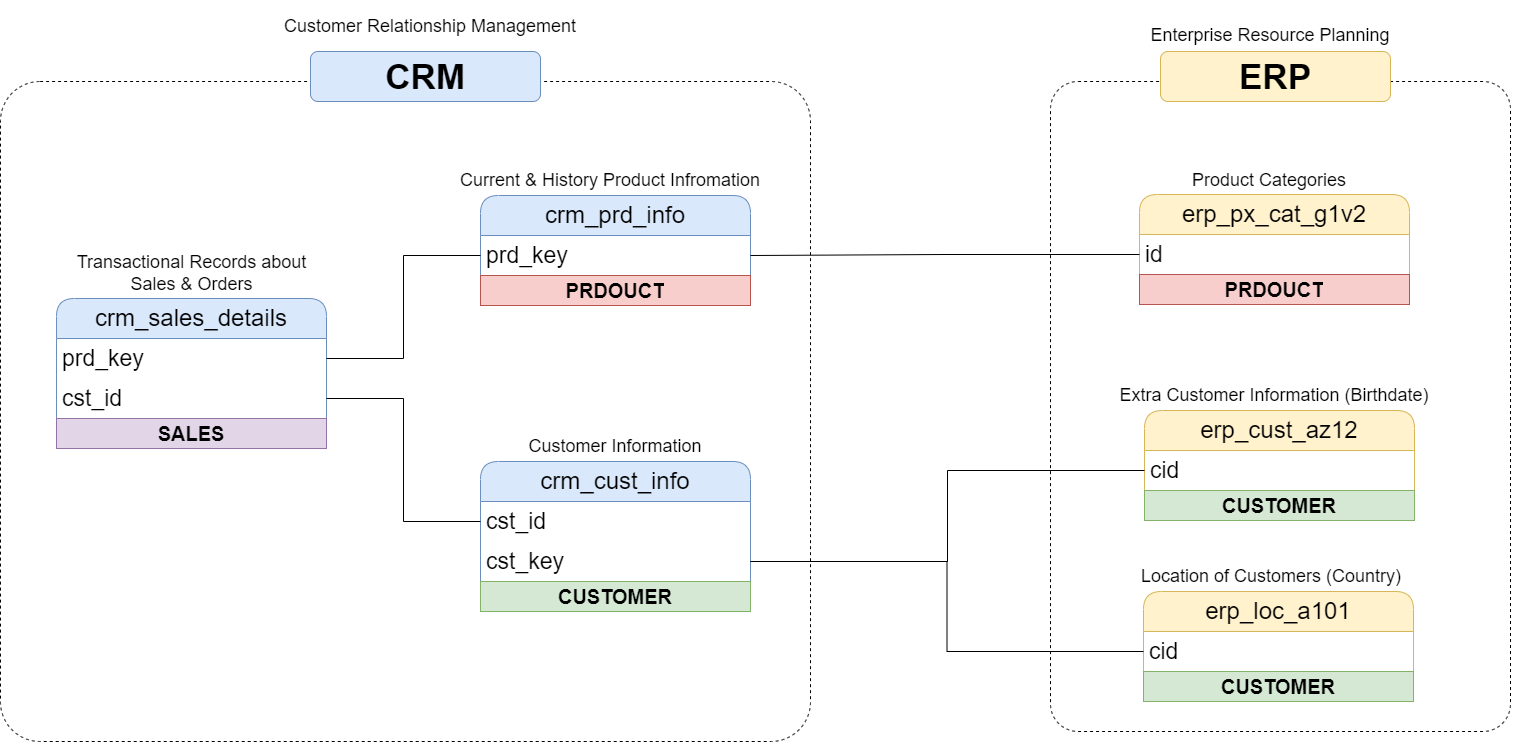 Customer Relationship Management
CRM
Current & History Product Infromation
crm_prd_info
prd_key
PRDOUCT
Transactional Records about
Sales & Orders
crm_sales_details
prd_key
cst_id
SALES
Customer Information
crm_cust_info
cst_id
cst_key
CUSTOMER
Enterprise Resource Planning
ERP
Product Categories
erp_px_cat_g1v2
id
PRDOUCT
Extra Customer Information (Birthdate)
erp_cust_az12
cid
CUSTOMER
Location of Customers (Country)
erp_loc_a101
cid
CUSTOMER